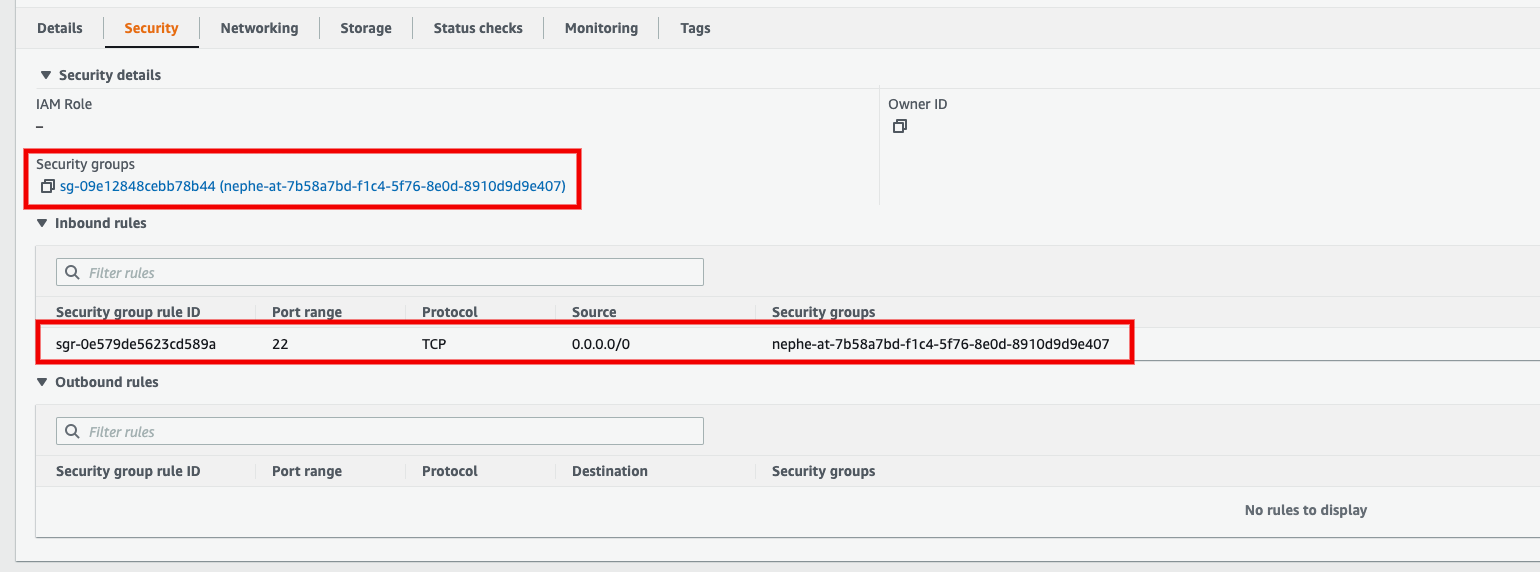 Details Security Networking Storage Status checks Monitoring Tags
Security details
IAM Role Owner ID
–
Security groups
sg-09e12848cebb78b44 (nephe-at-7b58a7bd-f1c4-5f76-8e0d-8910d9d9e407)
Inbound rules
Filter rules
Security group rule ID Port range Protocol Source Security groups
sgr-0e579de5623cd589a 22 TCP 0.0.0.0/0 nephe-at-7b58a7bd-f1c4-5f76-8e0d-8910d9d9e407
Outbound rules
Filter rules
Security group rule ID Port range Protocol Destination Security groups
No rules to display